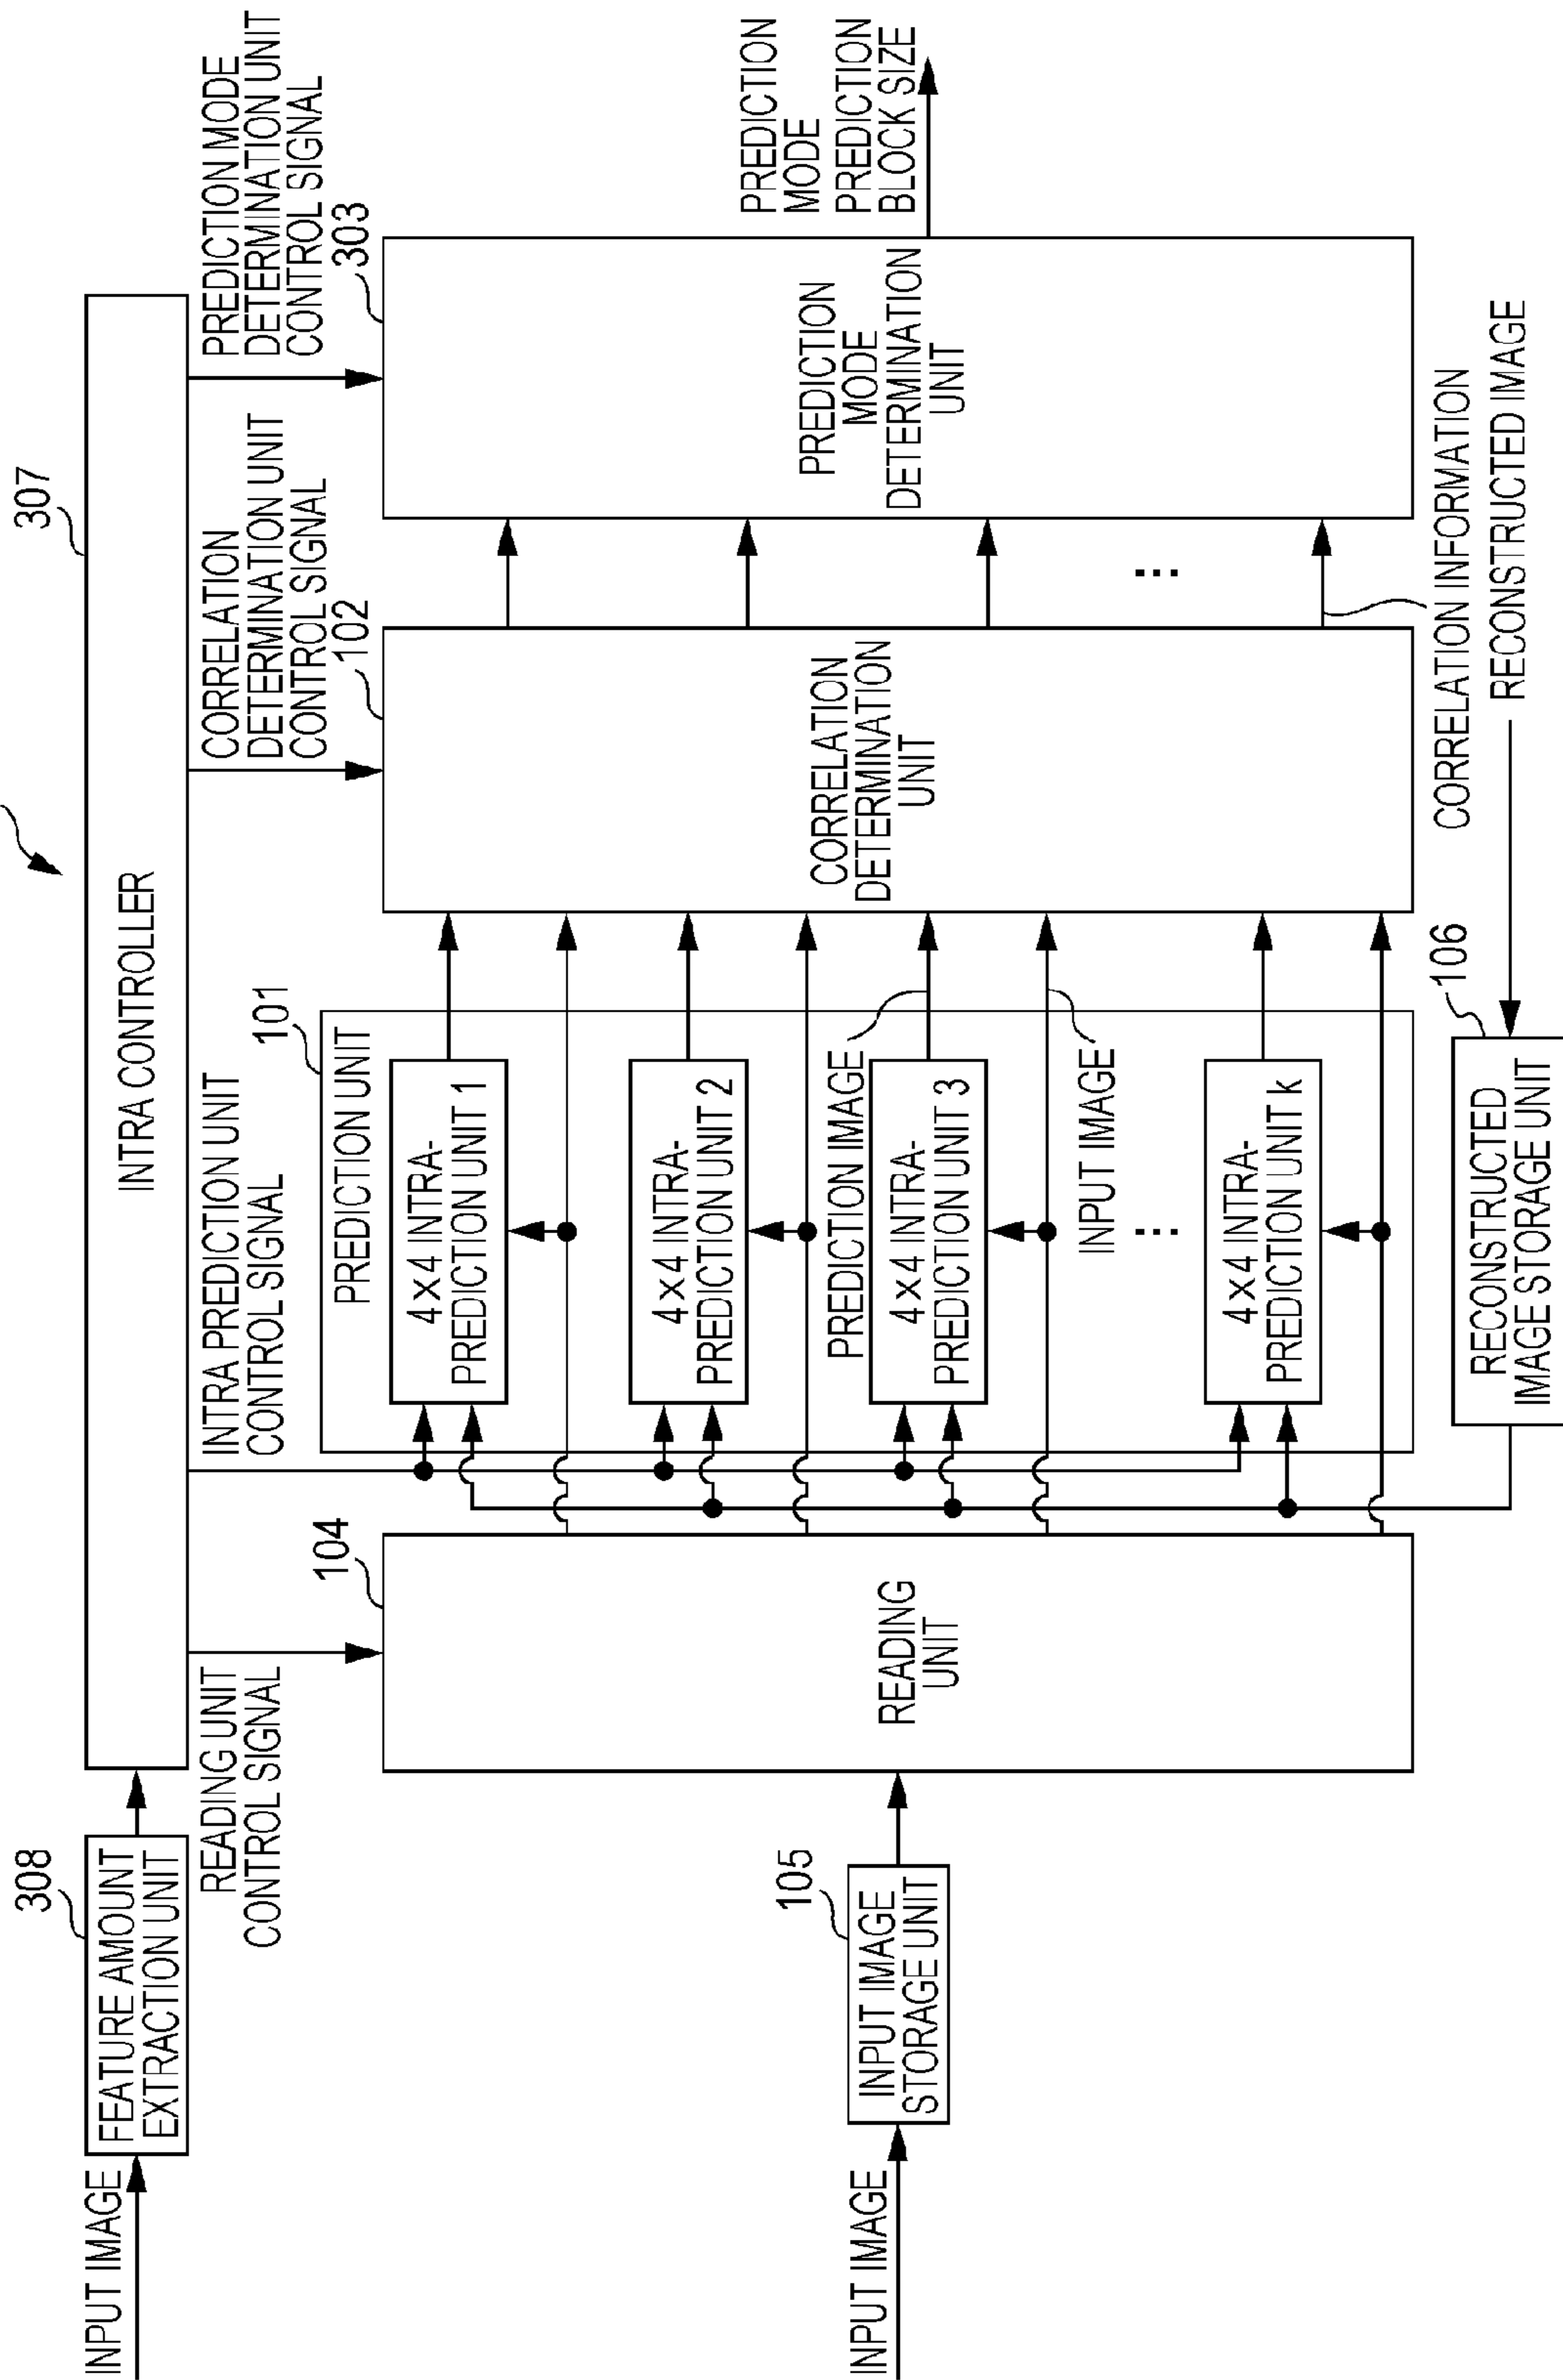 307
INPUT IMAGE
308
FEATURE AMOUNT
EXTRACTION UNIT
INTRA CONTROLLER
READING UNIT
CONTROL SIGNAL
INTRA PREDICTION UNIT
CONTROL SIGNAL
CORRELATION
DETERMINATION UNIT
CONTROL SIGNAL
PREDICTION MODE
DETERMINATION UNIT
CONTROL SIGNAL
104
101
102
303
PREDICTION UNIT
4×4 INTRA-
PREDICTION UNIT 1
4×4 INTRA-
PREDICTION UNIT 2
PREDICTION IMAGE
4×4 INTRA-
PREDICTION UNIT 3
INPUT IMAGE
...
4×4 INTRA-
PREDICTION UNIT k
INPUT IMAGE
105
INPUT IMAGE
STORAGE UNIT
READING
UNIT
CORRELATION
DETERMINATION
UNIT
...
PREDICTION
MODE
DETERMINATION
UNIT
PREDICTION
MODE
PREDICTION
BLOCK SIZE
CORRELATION INFORMATION
106
RECONSTRUCTED
IMAGE STORAGE UNIT
RECONSTRUCTED IMAGE